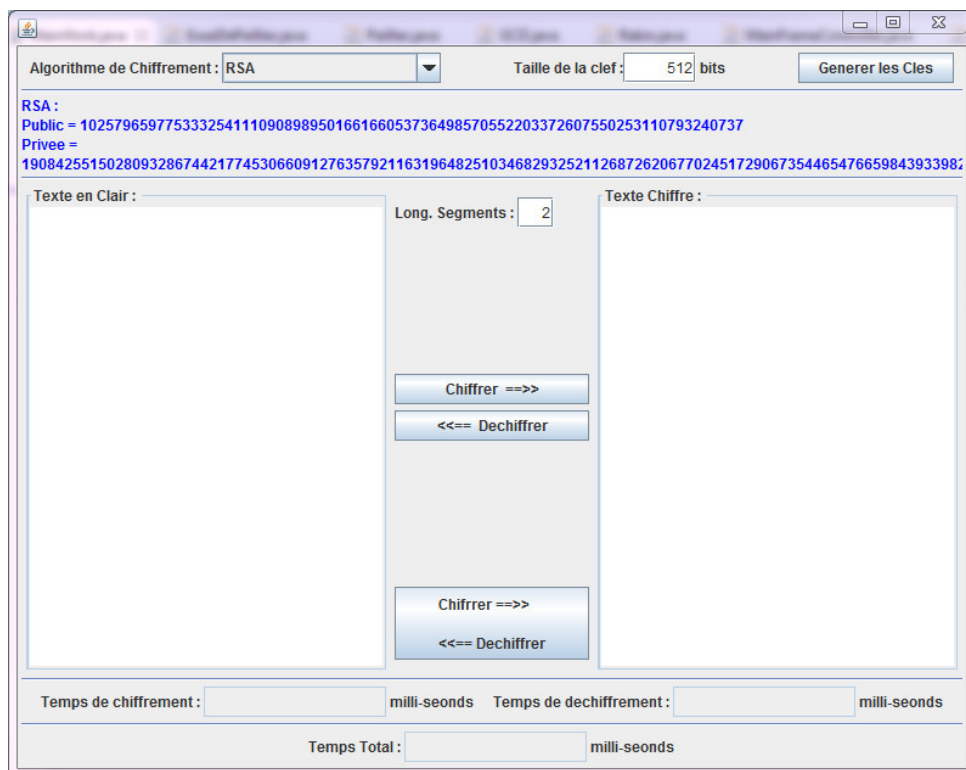 Algorithme de Chiffrement : RSA Taille de la clef : 512 bits Generer les Cles
RSA :
Public = 102579659775333254111090898950166166053736498570552203372607550253110793240737
Privee =
190842551502809328674421774530660912763579211631964825103468293252112687262067702451729067354465476659843933982
Texte en Clair :
Long. Segments : 2
Texte Chiffre :
Chiffrer ==>>
<<== Dechiffrer
Chifrrer ==>>
<<== Dechiffrer
Temps de chiffrement : milli-seonds Temps de dechiffrement : milli-seonds
Temps Total : milli-seonds